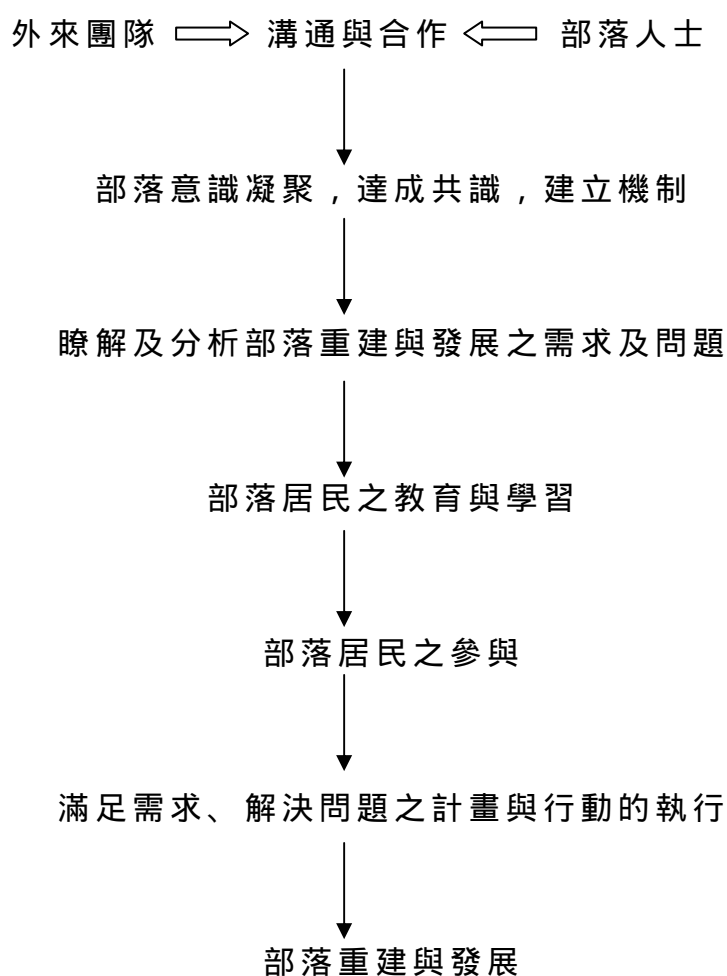 外來團隊 溝通與合作 部落人士
部落意識凝聚，達成共識，建立機制
瞭解及分析部落重建與發展之需求及問題
部落居民之教育與學習
部落居民之參與
滿足需求、解決問題之計畫與行動的執行
部落重建與發展